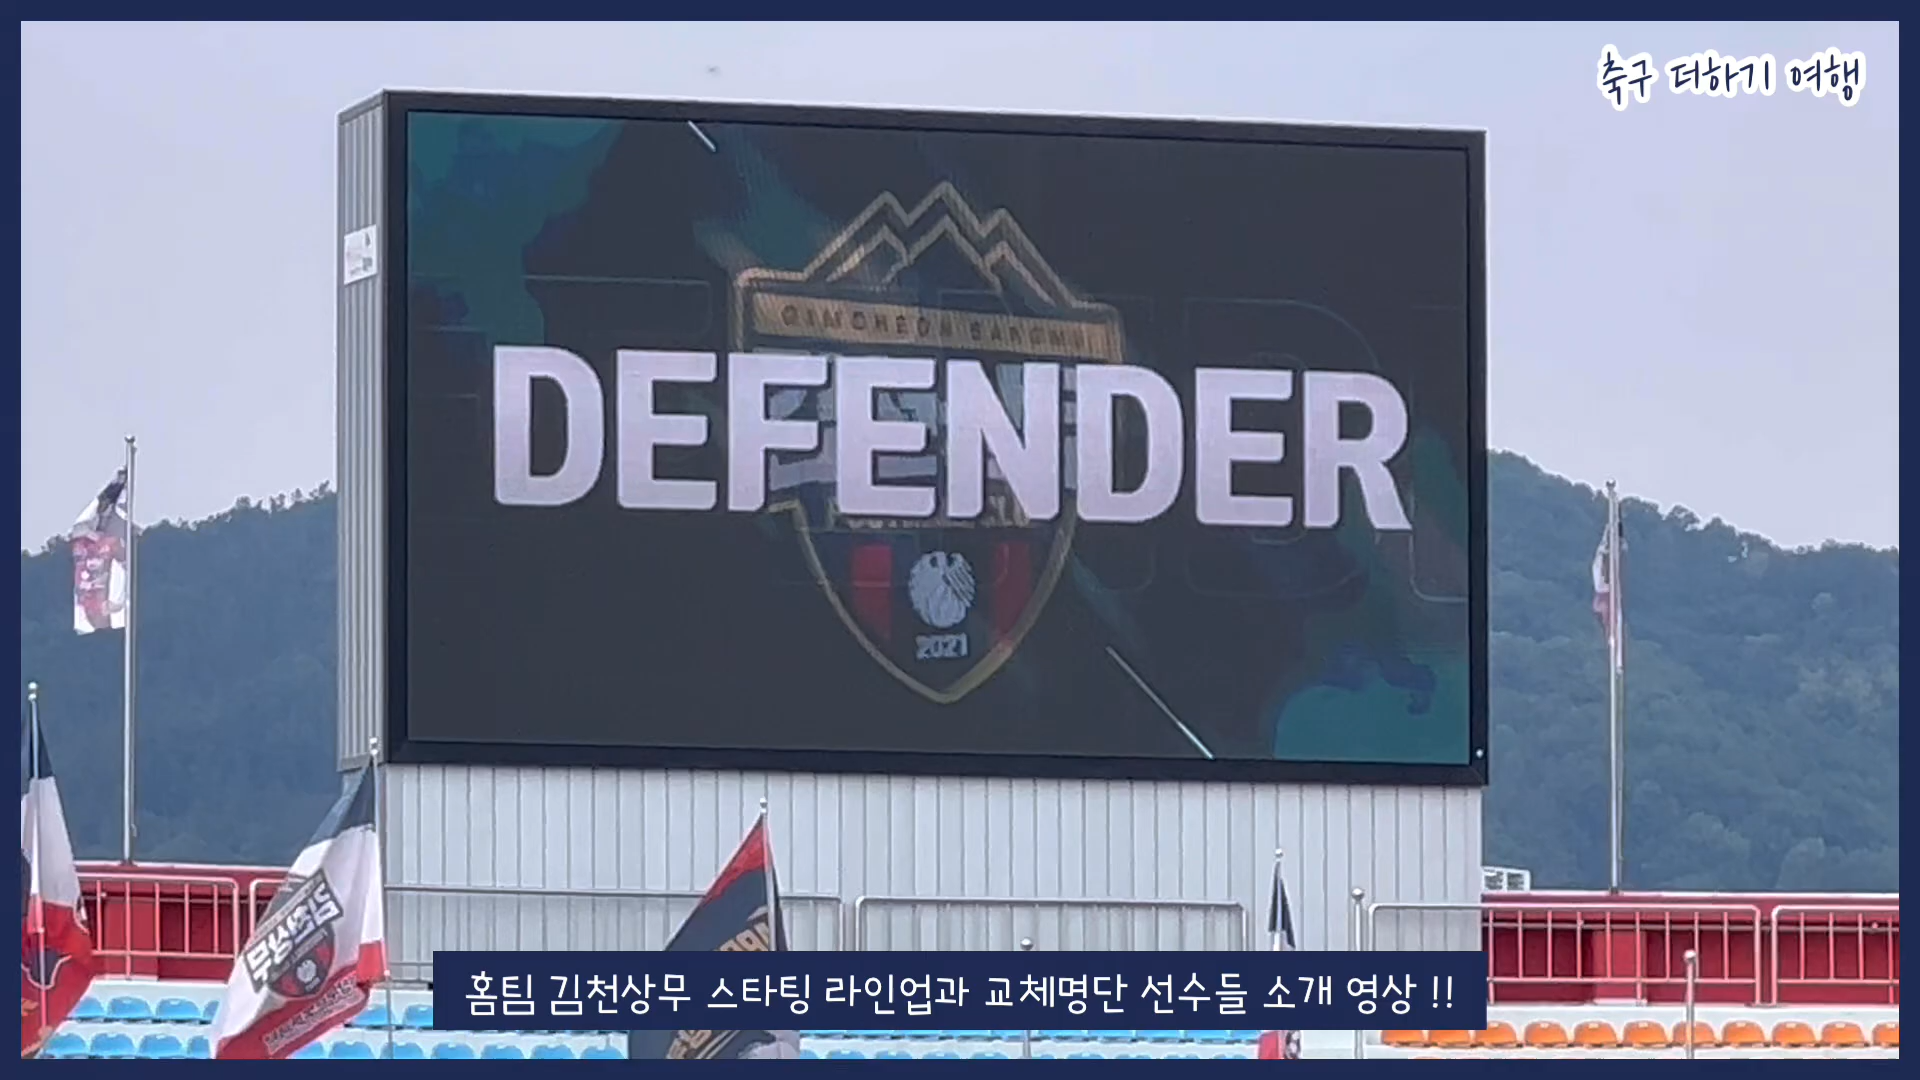 축구 더하기 여행
GIMCHEON SANGMU
DEFENDER
2021
홈팀 김천상무 스타팅 라인업과 교체명단 선수들 소개 영상 !!